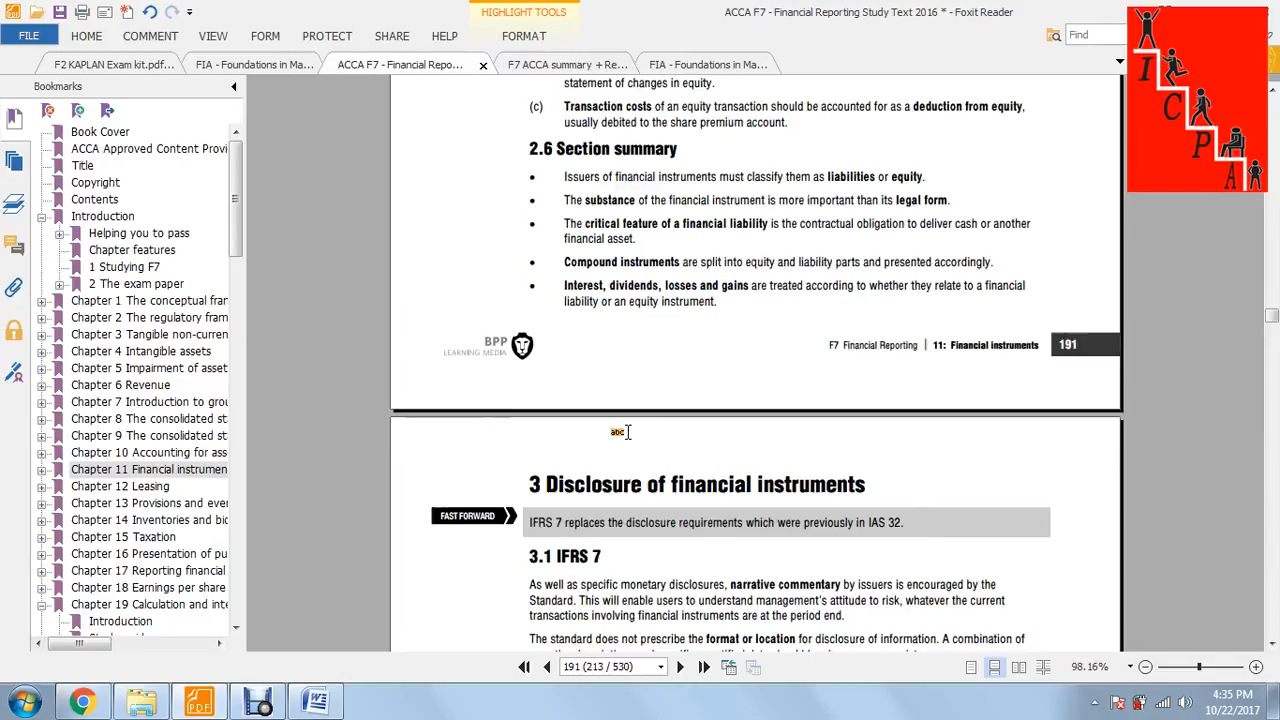 HIGHLIGHT TOOLS
ACCA F7 - Financial Reporting Study Text 2016 * - Foxit Reader
FILE
HOME
COMMENT
VIEW
FORM
PROTECT
SHARE
HELP
FORMAT
Find
F2 KAPLAN Exam kit.pdf...
FIA - Foundations in Ma...
ACCA F7 - Financial Repo...
F7 ACCA summary + Re...
FIA - Foundations in Ma...
Bookmarks
Book Cover
ACCA Approved Content Provi
Title
Copyright
Contents
Introduction
Helping you to pass
Chapter features
1 Studying F7
2 The exam paper
Chapter 1 The conceptual fran
Chapter 2 The regulatory fram
Chapter 3 Tangible non-curren
Chapter 4 Intangible assets
Chapter 5 Impairment of asset
Chapter 6 Revenue
Chapter 7 Introduction to grou
Chapter 8 The consolidated sta
Chapter 9 The consolidated sta
Chapter 10 Accounting for ass
Chapter 11 Financial instrumen
Chapter 12 Leasing
Chapter 13 Provisions and ever
Chapter 14 Inventories and bio
Chapter 15 Taxation
Chapter 16 Presentation of pu
Chapter 17 Reporting financial
Chapter 18 Earnings per share
Chapter 19 Calculation and inte
Introduction
statement of changes in equity.
(c) Transaction costs of an equity transaction should be accounted for as a deduction from equity,
usually debited to the share premium account.
2.6 Section summary
• Issuers of financial instruments must classify them as liabilities or equity.
• The substance of the financial instrument is more important than its legal form.
• The critical feature of a financial liability is the contractual obligation to deliver cash or another
financial asset.
• Compound instruments are split into equity and liability parts and presented accordingly.
• Interest, dividends, losses and gains are treated according to whether they relate to a financial
liability or an equity instrument.
BPP
LEARNING MEDIA
F7 Financial Reporting | 11: Financial instruments 191
abc
3 Disclosure of financial instruments
FAST FORWARD
IFRS 7 replaces the disclosure requirements which were previously in IAS 32.
3.1 IFRS 7
As well as specific monetary disclosures, narrative commentary by issuers is encouraged by the
Standard. This will enable users to understand management's attitude to risk, whatever the current
transactions involving financial instruments are at the period end.
The standard does not prescribe the format or location for disclosure of information. A combination of
I
C
P
A
191 (213 / 530)
98.16%
PDF
4:35 PM
10/22/2017